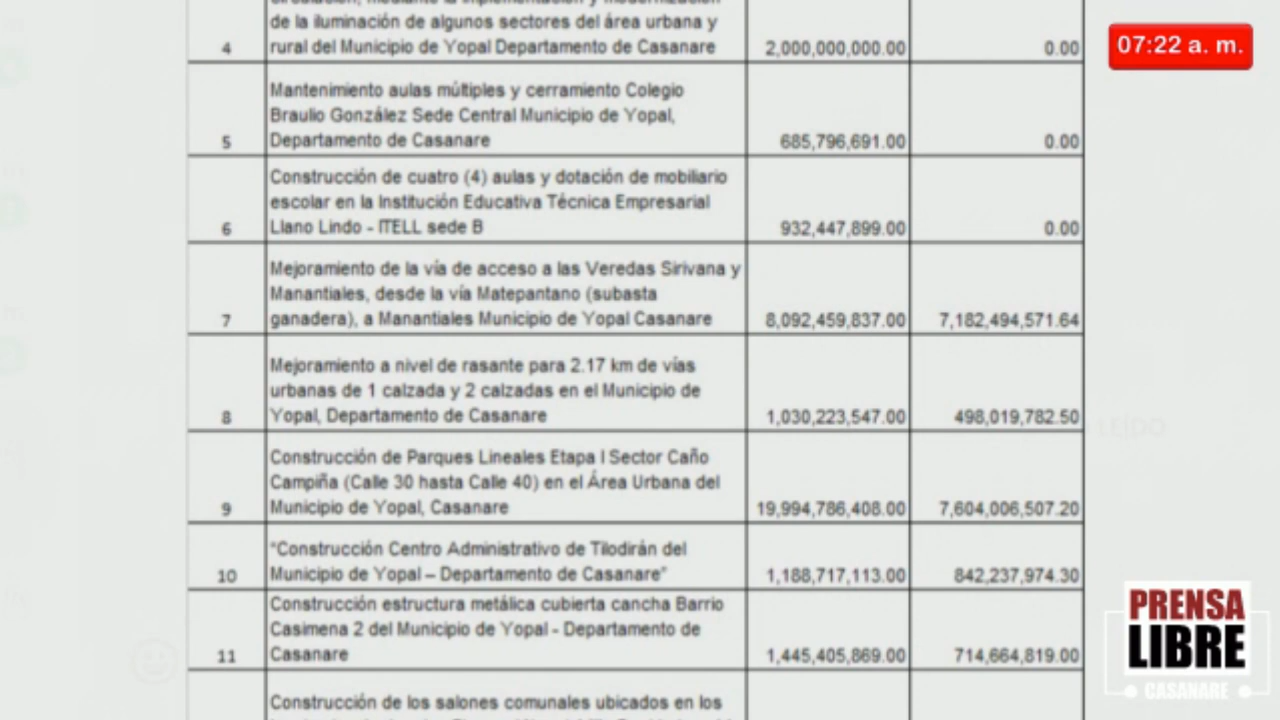 de la iluminación de algunos sectores del área urbana y
4 rural del Municipio de Yopal Departamento de Casanare 2,000,000,000.00 0.00
07:22 a. m.
Mantenimiento aulas múltiples y cerramiento Colegio
Braulio González Sede Central Municipio de Yopal,
5 Departamento de Casanare 685,796,691.00 0.00
Construcción de cuatro (4) aulas y dotación de mobiliario
escolar en la Institución Educativa Técnica Empresarial
6 Llano Lindo - ITELL sede B 932,447,899.00 0.00
Mejoramiento de la vía de acceso a las Veredas Sirivana y
Manantiales, desde la vía Matepantano (subasta
7 ganadera), a Manantiales Municipio de Yopal Casanare 8,092,459,837.00 7,182,494,571.64
Mejoramiento a nivel de rasante para 2.17 km de vías
urbanas de 1 calzada y 2 calzadas en el Municipio de
8 Yopal, Departamento de Casanare 1,030,223,547.00 498,019,782.50
LEÍDO
Construcción de Parques Lineales Etapa I Sector Caño
Campiña (Calle 30 hasta Calle 40) en el Área Urbana del
9 Municipio de Yopal, Casanare 19,994,786,408.00 7,604,006,507.20
"Construcción Centro Administrativo de Tilodirán del
10 Municipio de Yopal – Departamento de Casanare" 1,188,717,113.00 842,237,974.30
Construcción estructura metálica cubierta cancha Barrio
Casimena 2 del Municipio de Yopal - Departamento de
11 Casanare 1,445,405,869.00 714,664,819.00
Construcción de los salones comunales ubicados en los
PRENSA
LIBRE
CASANARE